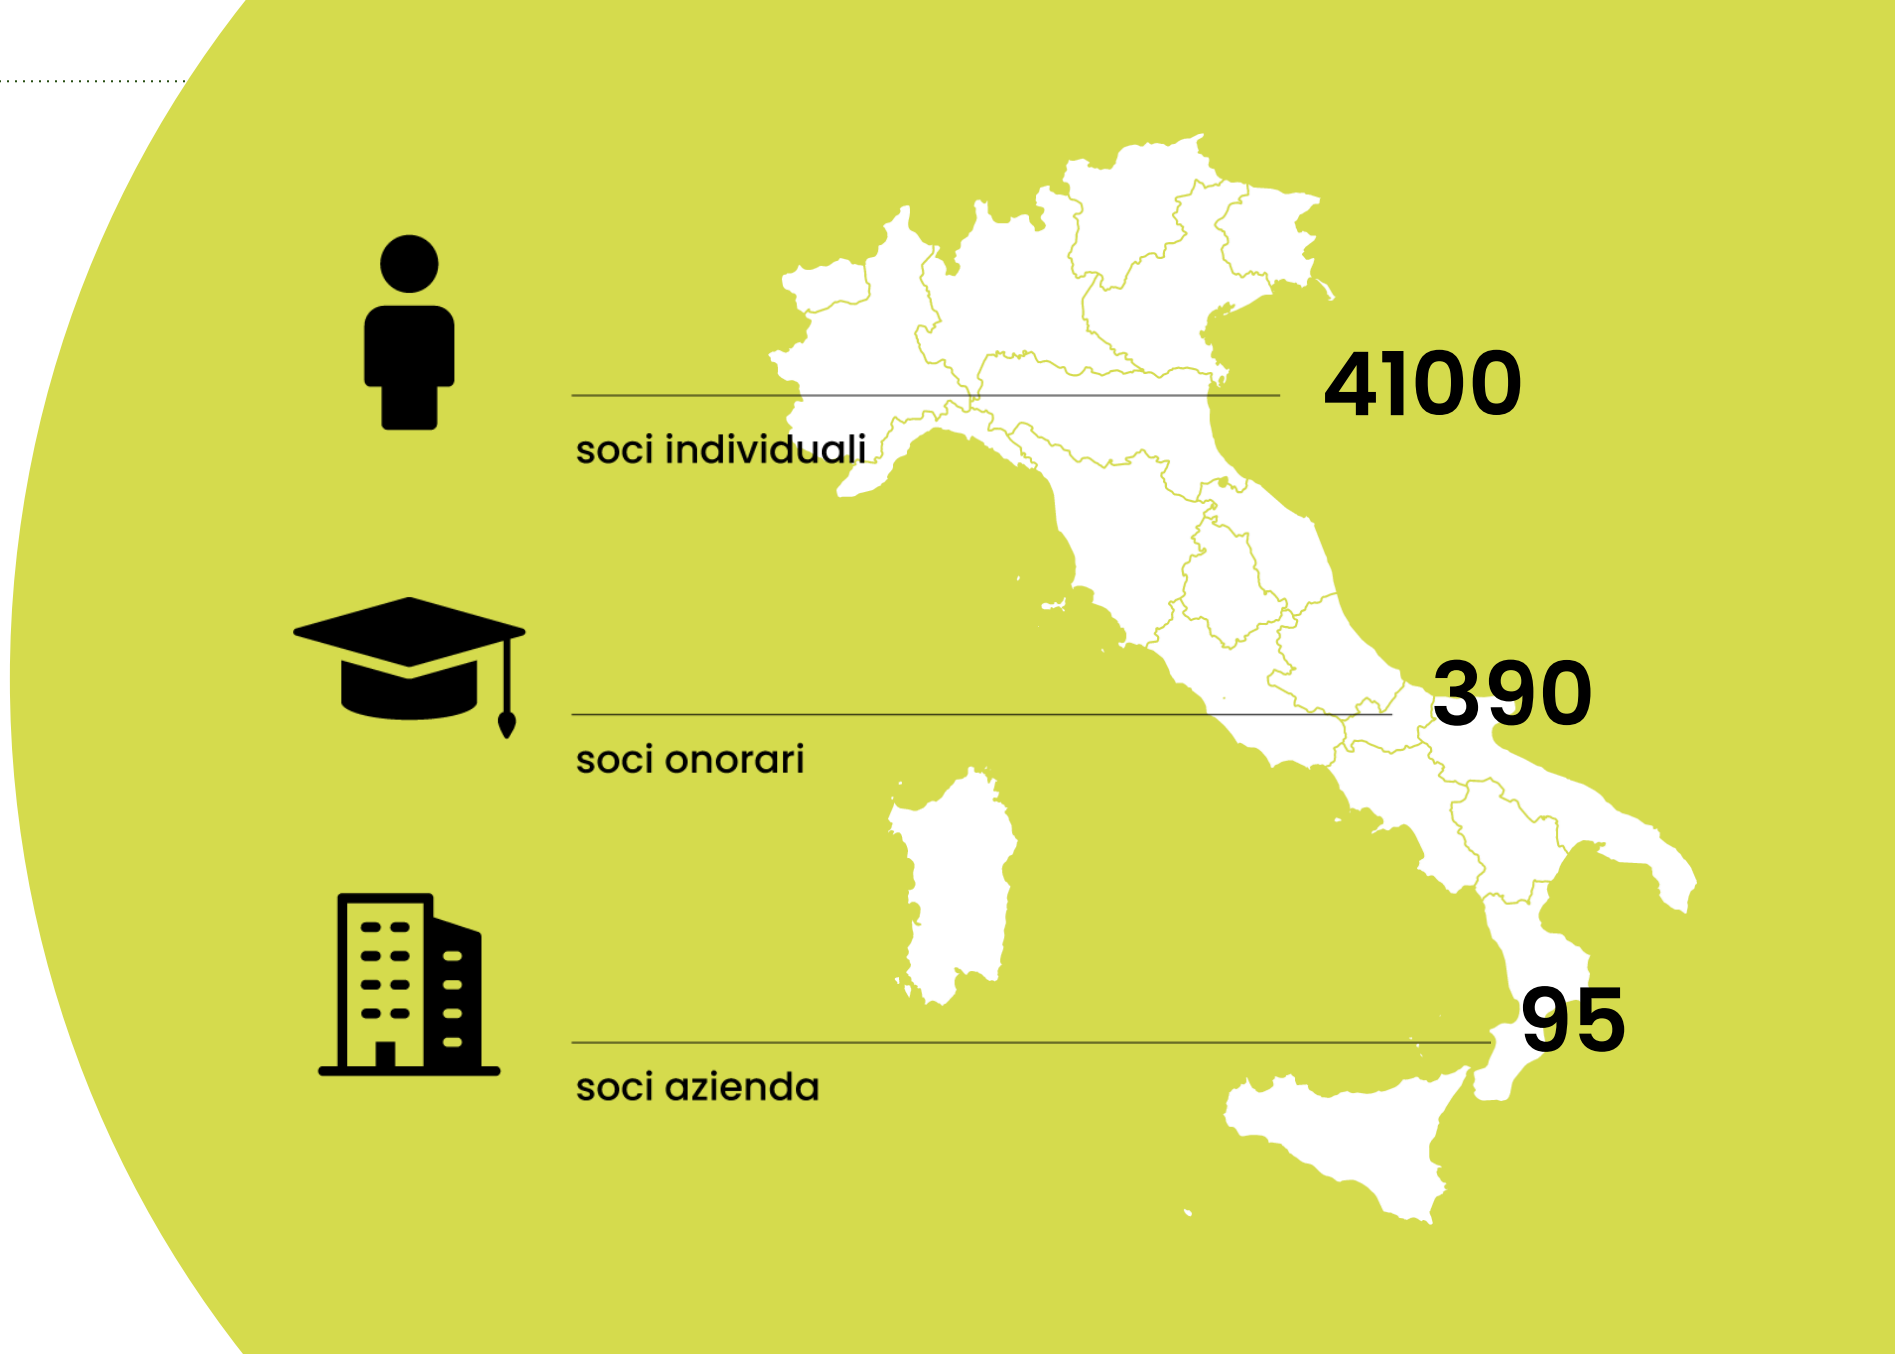 4100
soci individuali
390
soci onorari
95
soci azienda